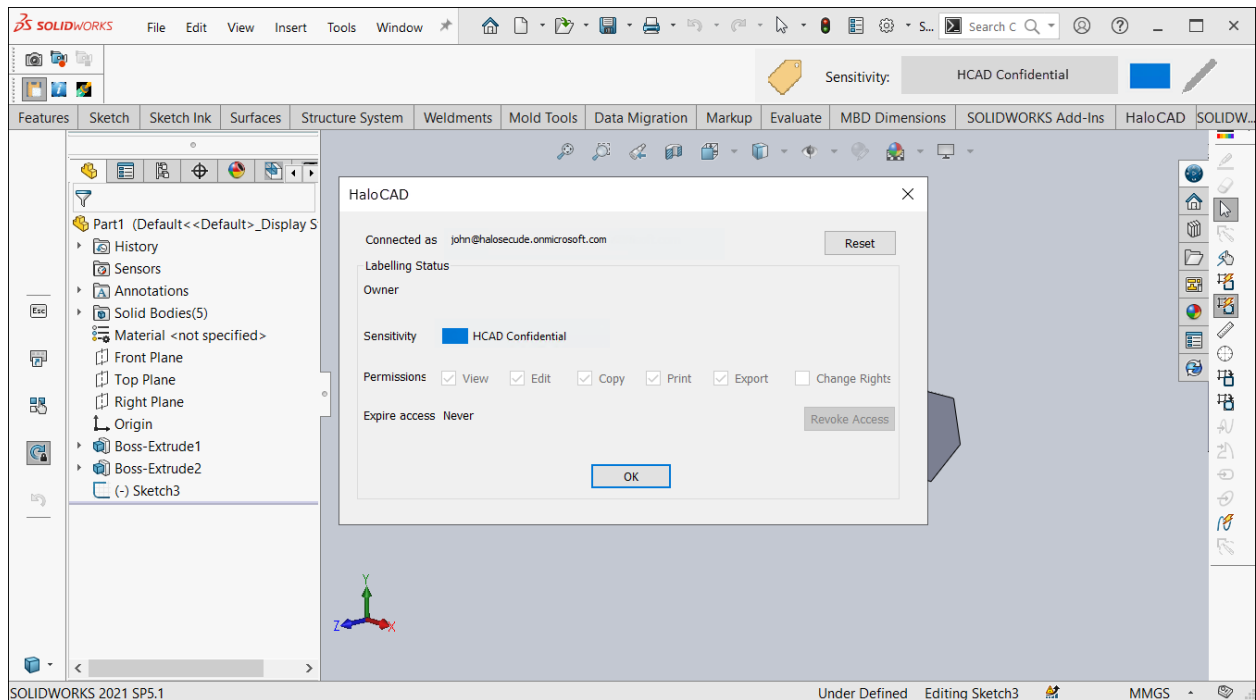 SOLIDWORKS File Edit View Insert Tools Window S... Search C
Sensitivity: HCAD Confidential
Features Sketch Sketch Ink Surfaces Structure System Weldments Mold Tools Data Migration Markup Evaluate MBD Dimensions SOLIDWORKS Add-Ins HaloCAD SOLIDW...
Part1 (Default<<Default>_Display S
History
Sensors
Annotations
Solid Bodies(5)
Material <not specified>
Front Plane
Top Plane
Right Plane
Origin
Boss-Extrude1
Boss-Extrude2
(-) Sketch3
Esc
HaloCAD
Connected as john@halosecude.onmicrosoft.com Reset
Labelling Status
Owner
Sensitivity HCAD Confidential
Permissions View Edit Copy Print Export Change Rights
Expire access Never Revoke Access
OK
Y
Z X
SOLIDWORKS 2021 SP5.1 Under Defined Editing Sketch3 MMGS